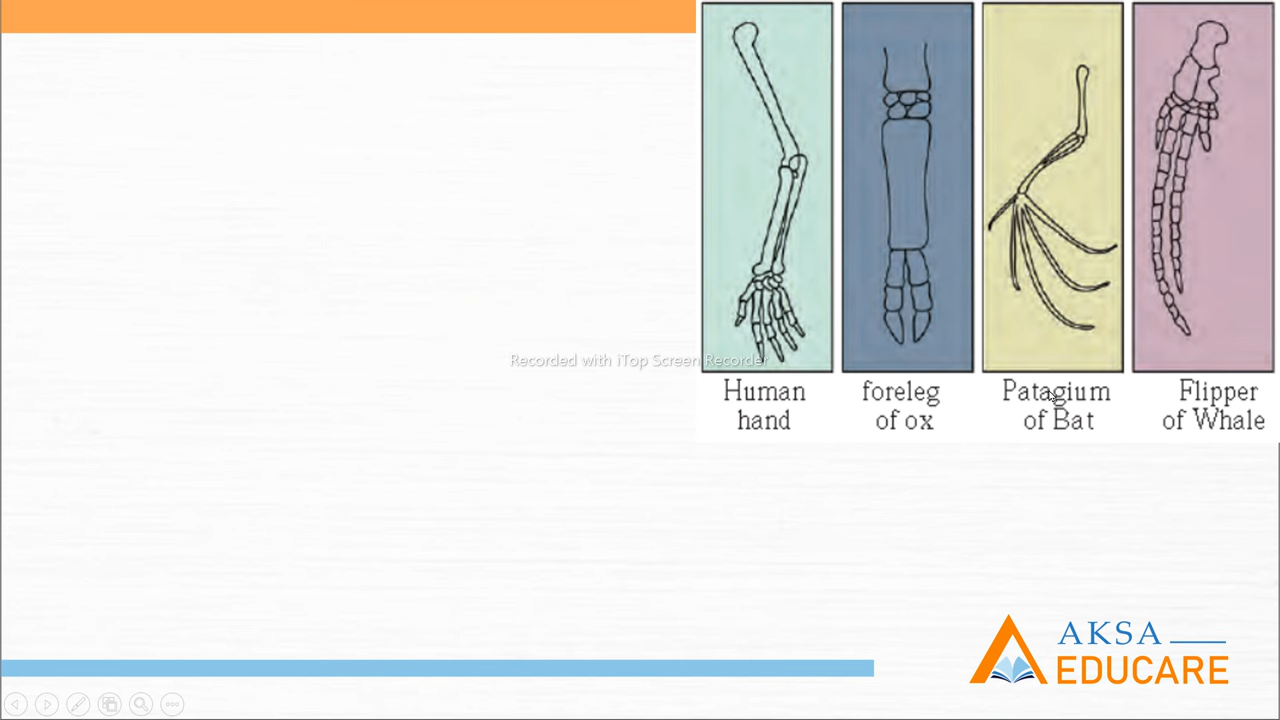 Recorded with iTop Screen Recorder
Human
hand
foreleg
of ox
Patagium
of Bat
Flipper
of Whale
AKSA
EDUCARE